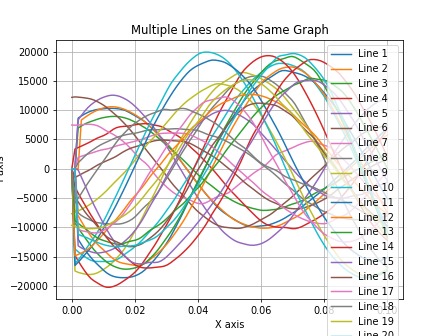 Multiple Lines on the Same Graph
20000
15000
10000
5000
0
−5000
−10000
−15000
−20000
0.00
0.02
0.04
0.06
0.08
X axis
Line 1
Line 2
Line 3
Line 4
Line 5
Line 6
Line 7
Line 8
Line 9
Line 10
Line 11
Line 12
Line 13
Line 14
Line 15
Line 16
Line 17
Line 18
Line 19
Line 20